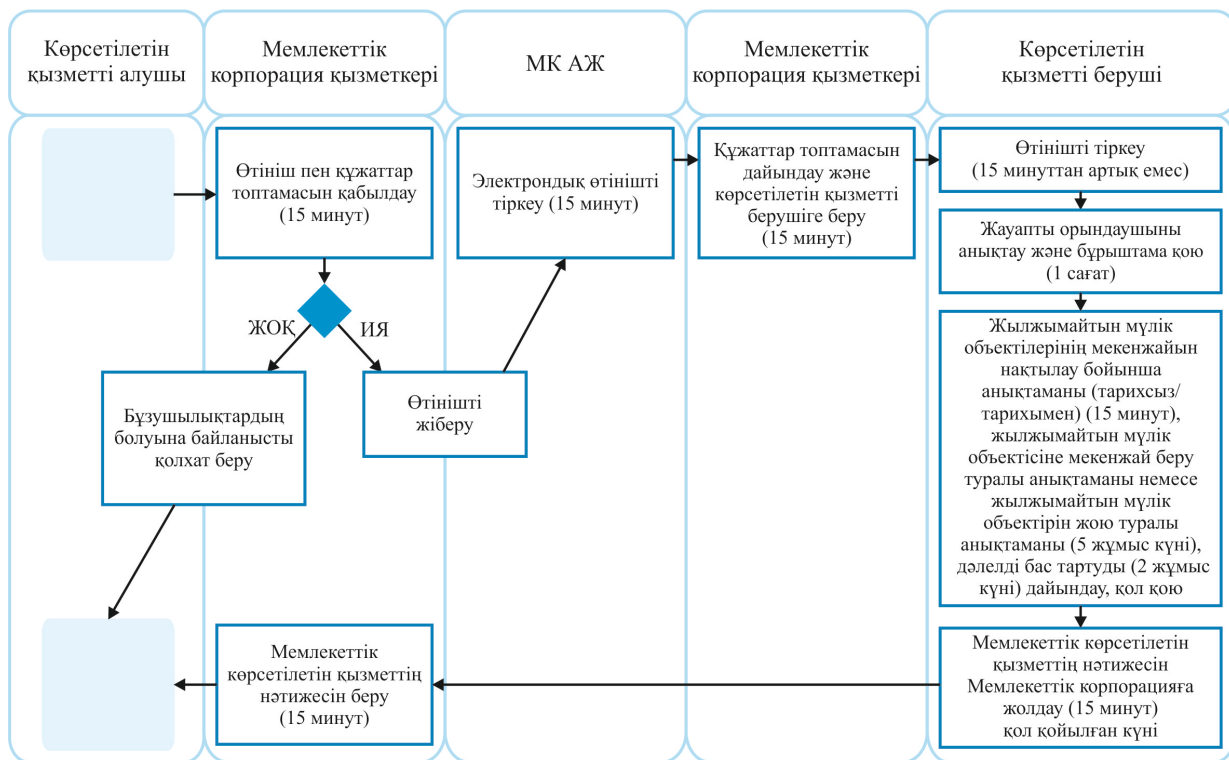 Көрсетілетін
қызметті алушы
Мемлекеттік
корпорация қызметкері
МК АЖ
Мемлекеттік
корпорация қызметкері
Көрсетілетін
қызметті беруші
Өтініш пен құжаттар
топтамасын қабылдау
(15 минут)
Электрондық өтінішті
тіркеу (15 минут)
Құжаттар топтамасын
дайындау және
көрсетілетін қызметті
берушіге беру
(15 минут)
Өтінішті тіркеу
(15 минуттан артық емес)
Жауапты орындаушыны
анықтау және бұрыштама қою
(1 сағат)
ЖОҚ
ИЯ
Бұзушылықтардың
болуына байланысты
қолхат беру
Өтінішті
жіберу
Жылжымайтын мүлік
объектілерінің мекенжайын
нақтылау бойынша
анықтаманы (тарихсыз/
тарихымен) (15 минут),
жылжымайтын мүлік
объектісіне мекенжай беру
туралы анықтаманы немесе
жылжымайтын мүлік
объектірін жою туралы
анықтаманы (5 жұмыс күні),
дәлелді бас тартуды (2 жұмыс
күні) дайындау, қол қою
Мемлекеттік
көрсетілетін қызметтің
нәтижесін беру
(15 минут)
Мемлекеттік көрсетілетін
қызметтің нәтижесін
Мемлекеттік корпорацияға
жолдау (15 минут)
қол қойылған күні